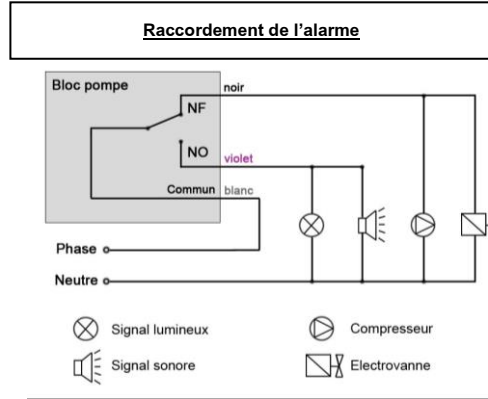 Raccordement de l’alarme
Bloc pompe
noir
NF
NO
violet
Commun blanc
Phase
Neutre
Signal lumineux
Compresseur
Signal sonore
Electrovanne